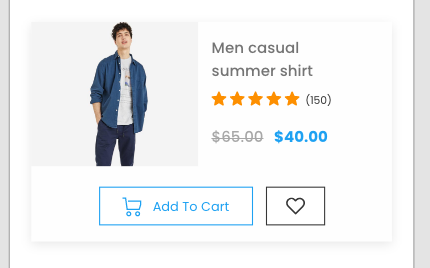 Men casual
summer shirt
(150)
$65.00 $40.00
Add To Cart